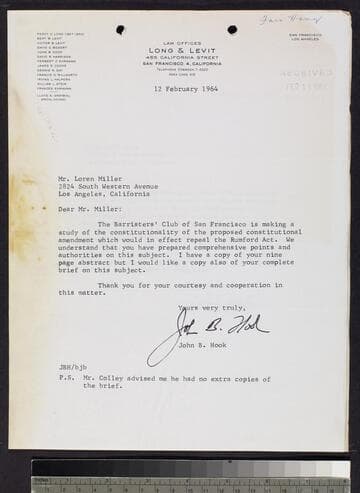 LAW OFFICES
LONG & LEVIT
465 CALIFORNIA STREET
SAN FRANCISCO 4, CALIFORNIA
SAN FRANCISCO
LOS ANGELES
12 February 1964
Mr. Loren Miller
2824 South Western Avenue
Los Angeles, California
Dear Mr. Miller:
The Barristers' Club of San Francisco is making a
study of the constitutionality of the proposed constitutional
amendment which would in effect repeal the Rumford Act. We
understand that you have prepared comprehensive points and
authorities on this subject. I have a copy of your nine
page abstract but I would like a copy also of your complete
brief on this subject.
Thank you for your courtesy and cooperation in
this matter.
Yours very truly,
John B. Hook
John B. Hook
JBH/bjb
P.S. Mr. Colley advised me he had no extra copies of
the brief.